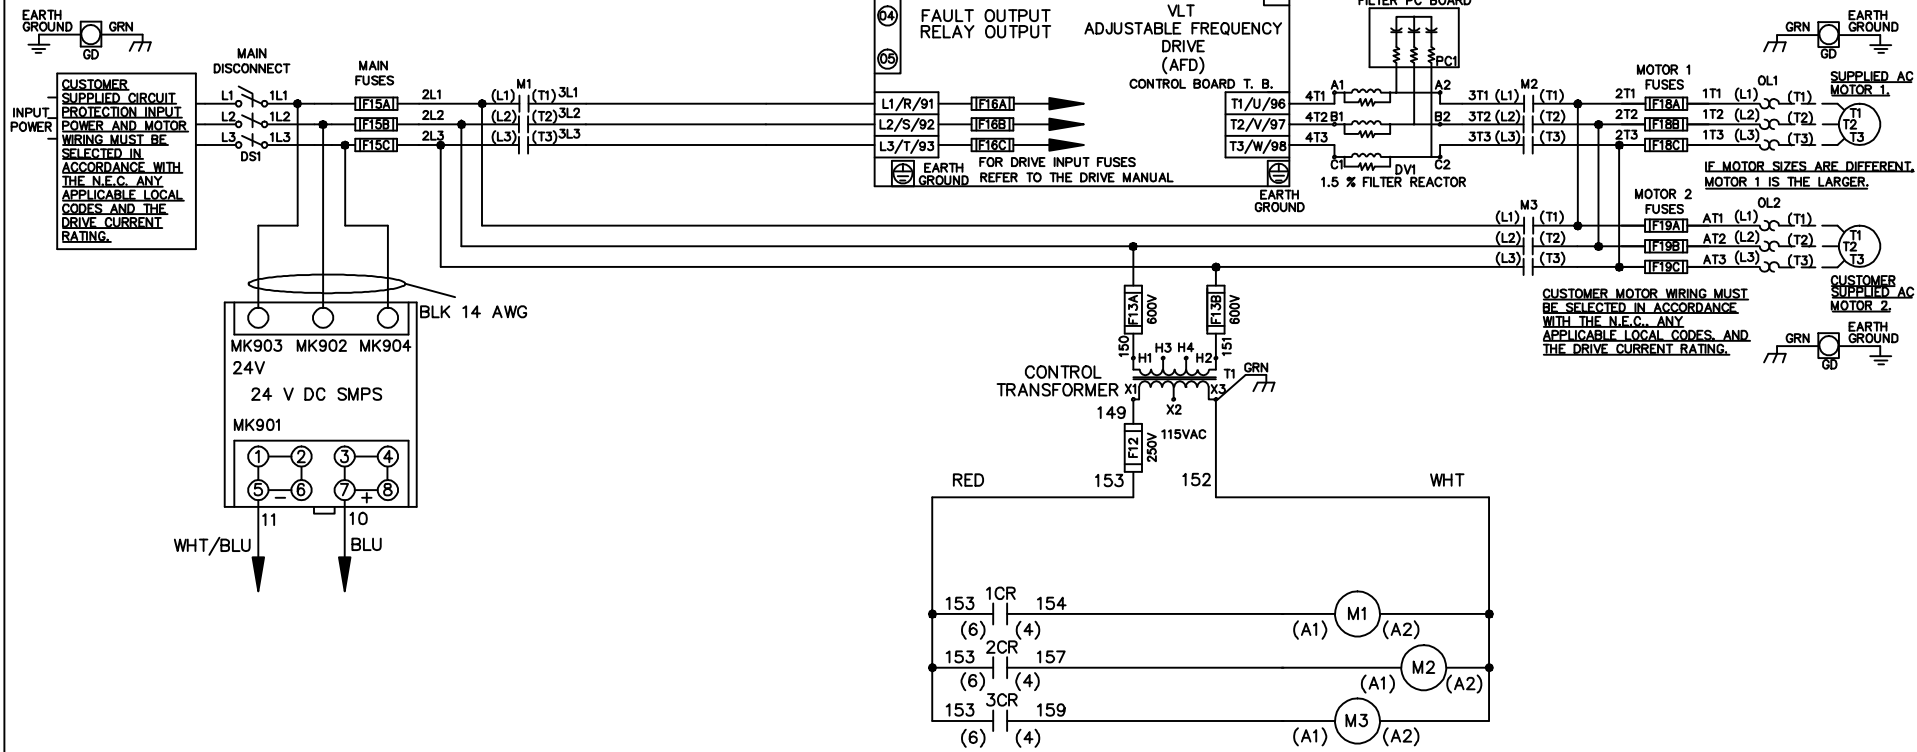 EARTH
GROUND
GRN
GD
04
05
FAULT OUTPUT
RELAY OUTPUT
VLT
ADJUSTABLE FREQUENCY
DRIVE
(AFD)
CONTROL BOARD T. B.
FILTER PC BOARD
PC1
GRN
EARTH
GROUND
GD
INPUT
POWER
CUSTOMER
SUPPLIED CIRCUIT
PROTECTION INPUT
POWER AND MOTOR
WIRING MUST BE
SELECTED IN
ACCORDANCE WITH
THE N.E.C. ANY
APPLICABLE LOCAL
CODES AND THE
DRIVE CURRENT
RATING.
MAIN
DISCONNECT
L1 1L1
L2 1L2
L3 1L3
DS1
MAIN
FUSES
F15A
F15B
F15C
2L1
2L2
2L3
M1
(L1) (T1) 3L1
(L2) (T2) 3L2
(L3) (T3) 3L3
L1/R/91
L2/S/92
L3/T/93
F16A
F16B
F16C
EARTH
GROUND
FOR DRIVE INPUT FUSES
REFER TO THE DRIVE MANUAL
T1/U/96
T2/V/97
T3/W/98
EARTH
GROUND
4T1
4T2
4T3
A1 A2
B1 B2
C1 C2
DV1
1.5 % FILTER REACTOR
M2
3T1 (L1) (T1)
3T2 (L2) (T2)
3T3 (L3) (T3)
MOTOR 1
FUSES
2T1 F18A 1T1
2T2 F18B 1T2
2T3 F18C 1T3
OL1
(L1) (T1)
(L2) (T2)
(L3) (T3)
SUPPLIED AC
MOTOR 1.
T1
T2
T3
IF MOTOR SIZES ARE DIFFERENT,
MOTOR 1 IS THE LARGER.
M3
(L1) (T1)
(L2) (T2)
(L3) (T3)
MOTOR 2
FUSES
F19A AT1
F19B AT2
F19C AT3
OL2
(L1) (T1)
(L2) (T2)
(L3) (T3)
T1
T2
T3
CUSTOMER
SUPPLIED AC
MOTOR 2.
CUSTOMER MOTOR WIRING MUST
BE SELECTED IN ACCORDANCE
WITH THE N.E.C., ANY
APPLICABLE LOCAL CODES, AND
THE DRIVE CURRENT RATING.
GRN
EARTH
GROUND
GD
BLK 14 AWG
MK903 MK902 MK904
24V
24 V DC SMPS
MK901
1 2 3 4
5 6 7 8
- +
11
10
WHT/BLU
BLU
F13A
600V
F13B
600V
150
151
H1 H3 H4 H2
CONTROL
TRANSFORMER
T1
GRN
X1 X2 X3
149
115VAC
F12
250V
RED
153
152
WHT
153 1CR 154
(6) (4)
M1
(A1) (A2)
153 2CR 157
(6) (4)
M2
(A1) (A2)
153 3CR 159
(6) (4)
M3
(A1) (A2)